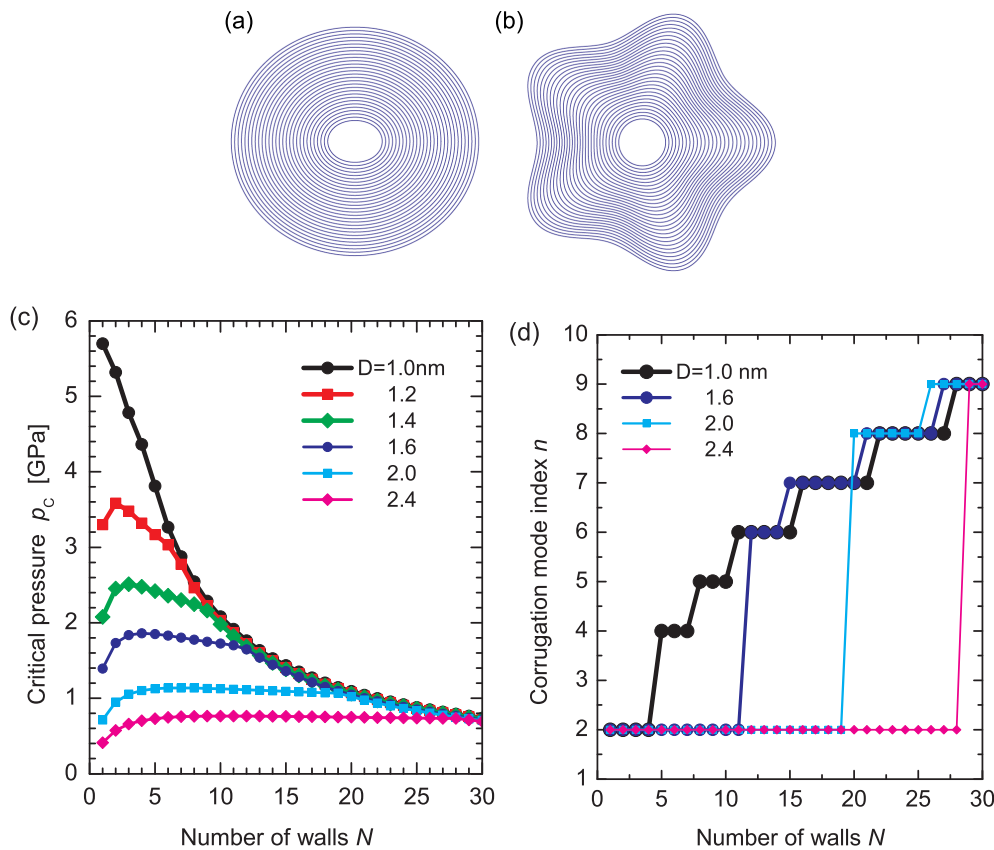 (a)
(b)
(c)
6
5
4
3
2
1
0
Critical pressure p_c [GPa]
D=1.0nm
1.2
1.4
1.6
2.0
2.4
0 5 10 15 20 25 30
Number of walls N
(d)
10
9
8
7
6
5
4
3
2
1
Corrugation mode index n
D=1.0 nm
1.6
2.0
2.4
0 5 10 15 20 25 30
Number of walls N